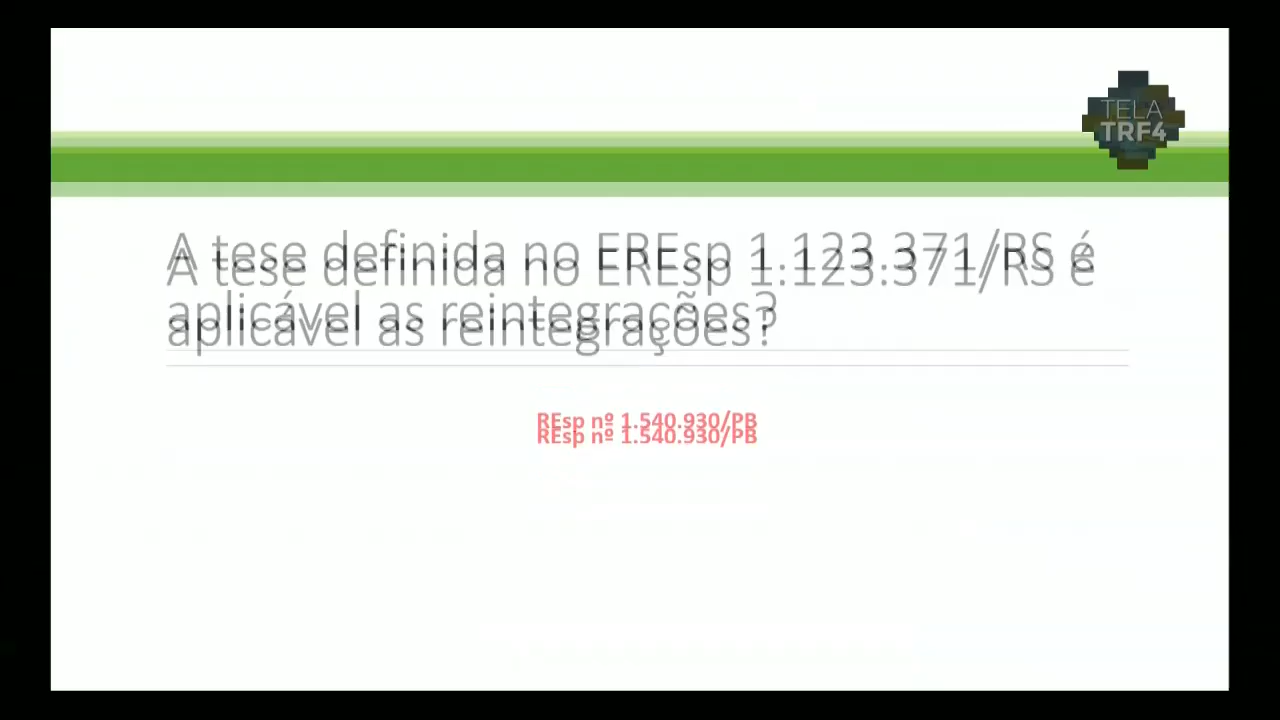 TELA
TRF4
A tese definida no EREsp 1.123.371/RS é
aplicável as reintegrações?
REsp nº 1.540.930/PB